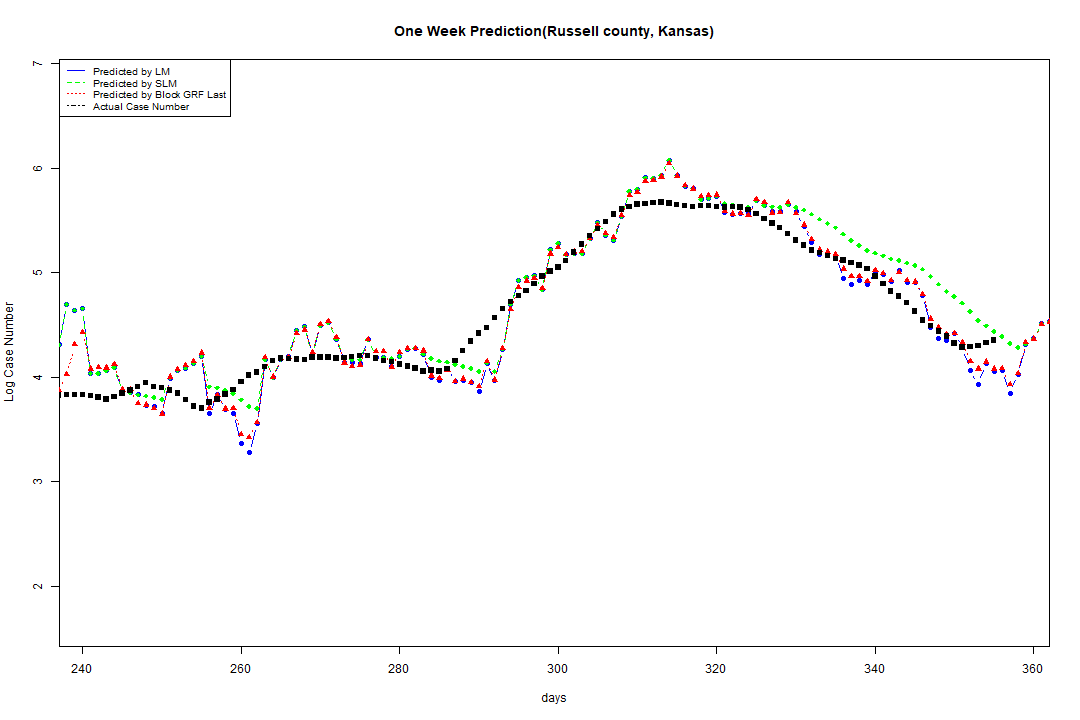 One Week Prediction(Russell county, Kansas)
Predicted by LM
Predicted by SLM
Predicted by Block GRF Last
Actual Case Number
7
6
5
4
3
2
Log Case Number
240 260 280 300 320 340 360
days